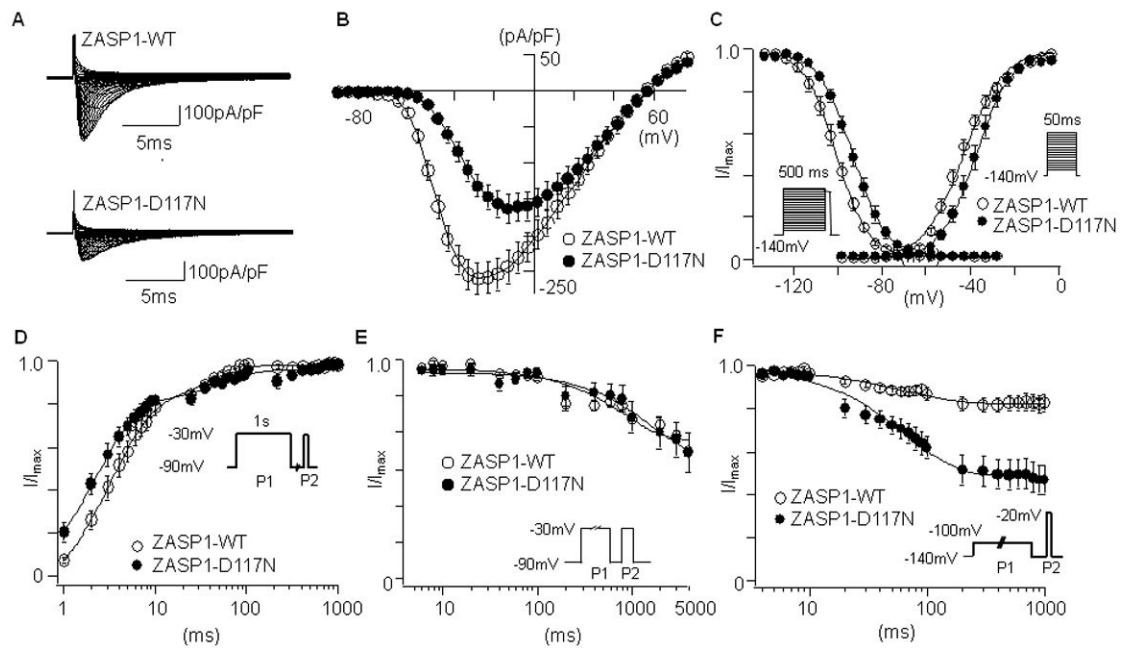 A
ZASP1-WT
100pA/pF
5ms
ZASP1-D117N
100pA/pF
5ms
B
(pA/pF)
50
-80
60
(mV)
ZASP1-WT
ZASP1-D117N
-250
C
1.0
I/Imax
0
500 ms
-140mV
50ms
-140mV
ZASP1-WT
ZASP1-D117N
-120
-80
-40
0
(mV)
D
1.0
I/Imax
0
1s
-30mV
-90mV
P1
P2
ZASP1-WT
ZASP1-D117N
1
10
100
1000
(ms)
E
1.0
I/Imax
0
ZASP1-WT
ZASP1-D117N
-30mV
-90mV
P1
P2
10
100
1000
5000
(ms)
F
1.0
I/Imax
0
ZASP1-WT
ZASP1-D117N
-20mV
-100mV
-140mV
P1
P2
10
100
1000
(ms)